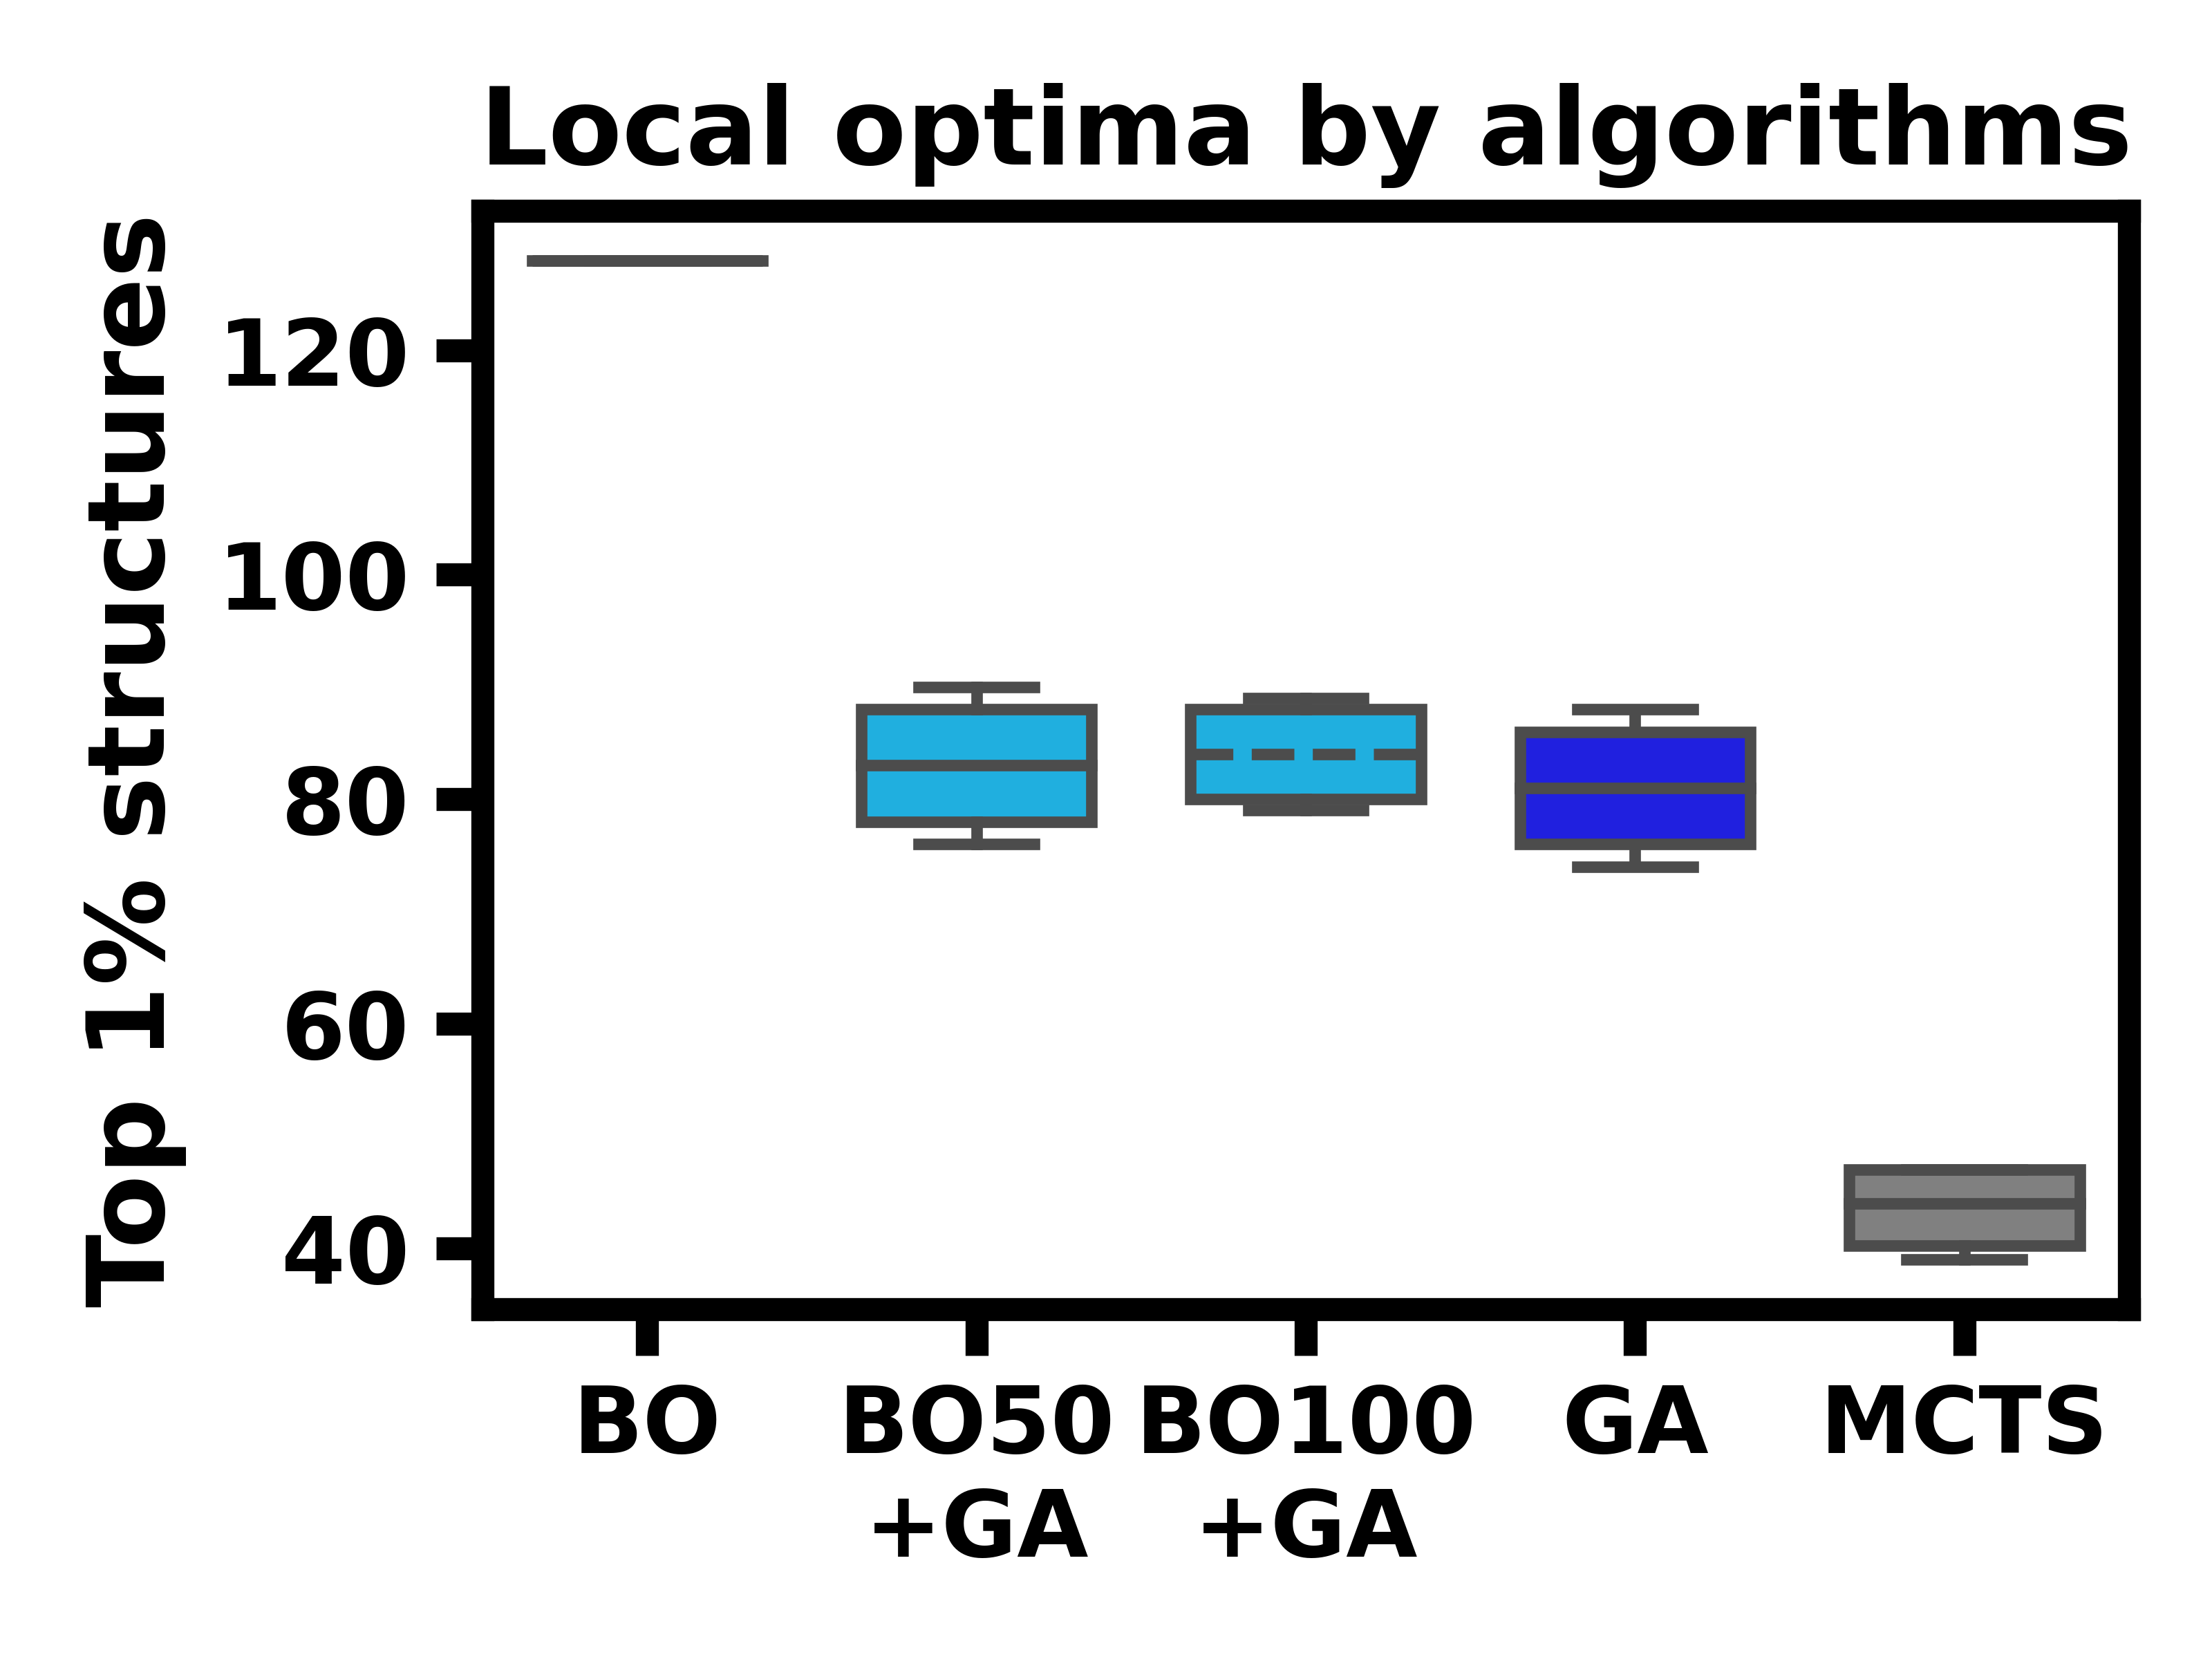 Local optima by algorithms
Top 1% structures
120
100
80
60
40
BO
BO50
+GA
BO100
+GA
GA
MCTS